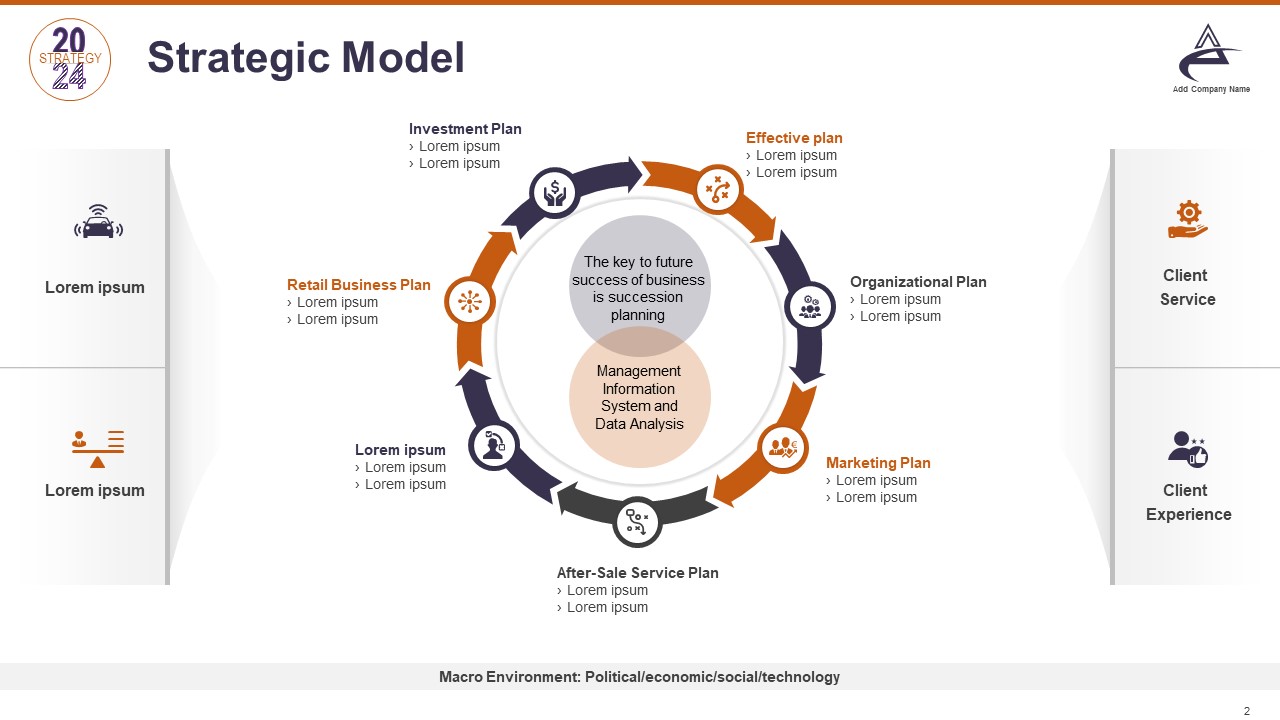 20
STRATEGY
24
Strategic Model
Add Company Name
Investment Plan
› Lorem ipsum
› Lorem ipsum
Effective plan
› Lorem ipsum
› Lorem ipsum
Lorem ipsum
Lorem ipsum
Retail Business Plan
› Lorem ipsum
› Lorem ipsum
The key to future
success of business
is succession
planning
Management
Information
System and
Data Analysis
Organizational Plan
› Lorem ipsum
› Lorem ipsum
Lorem ipsum
› Lorem ipsum
› Lorem ipsum
Marketing Plan
› Lorem ipsum
› Lorem ipsum
After-Sale Service Plan
› Lorem ipsum
› Lorem ipsum
Client
Service
Client
Experience
Macro Environment: Political/economic/social/technology
2